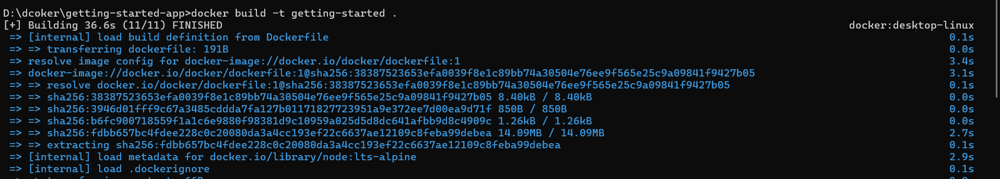 D:\dcoker\getting-started-app>docker build -t getting-started .
[+] Building 36.6s (11/11) FINISHED docker:desktop-linux
=> [internal] load build definition from Dockerfile 0.1s
=> => transferring dockerfile: 191B 0.0s
=> resolve image config for docker-image://docker.io/docker/dockerfile:1 3.4s
=> docker-image://docker.io/docker/dockerfile:1@sha256:38387523653efa0039f8e1c89bb74a30504e76ee9f565e25c9a09841f9427b05 3.1s
=> => resolve docker.io/docker/dockerfile:1@sha256:38387523653efa0039f8e1c89bb74a30504e76ee9f565e25c9a09841f9427b05 0.1s
=> => sha256:38387523653efa0039f8e1c89bb74a30504e76ee9f565e25c9a09841f9427b05 8.40kB / 8.40kB 0.0s
=> => sha256:3946d01fff9c67a3485cddda7fa127b01171827723951a9e372ee7d00ea9d71f 850B / 850B 0.0s
=> => sha256:b6fc900718559f1a1c6e9880f98381d9c10959a025d5d8dc641afbb9d8c4909c 1.26kB / 1.26kB 0.0s
=> => sha256:fdbb657bc4fdee228c0c20080da3a4cc193ef22c6637ae12109c8feba99debea 14.09MB / 14.09MB 2.7s
=> => extracting sha256:fdbb657bc4fdee228c0c20080da3a4cc193ef22c6637ae12109c8feba99debea 0.1s
=> [internal] load metadata for docker.io/library/node:lts-alpine 2.9s
=> [internal] load .dockerignore 0.1s